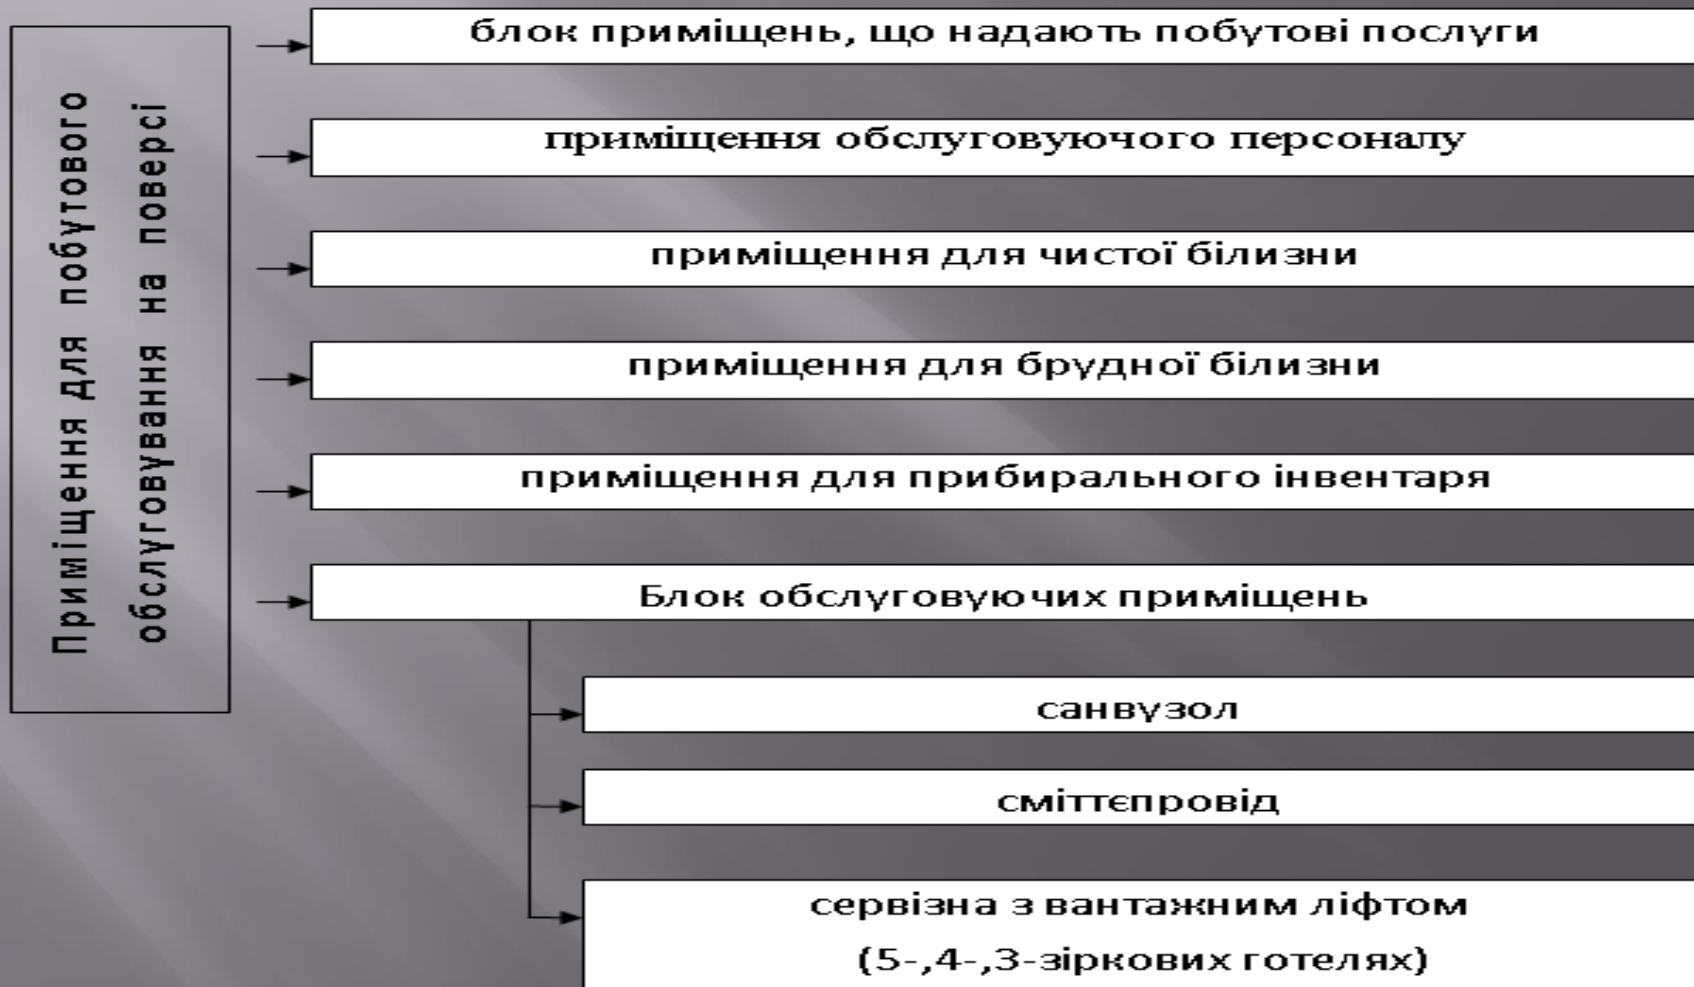 Приміщення для побутового
обслуговування на поверсі
блок приміщень, що надають побутові послуги
приміщення обслуговуючого персоналу
приміщення для чистої білизни
приміщення для брудної білизни
приміщення для прибирального інвентаря
Блок обслуговуючих приміщень
санвузол
сміттєпровід
сервізна з вантажним ліфтом
(5-,4-,3-зіркових готелях)